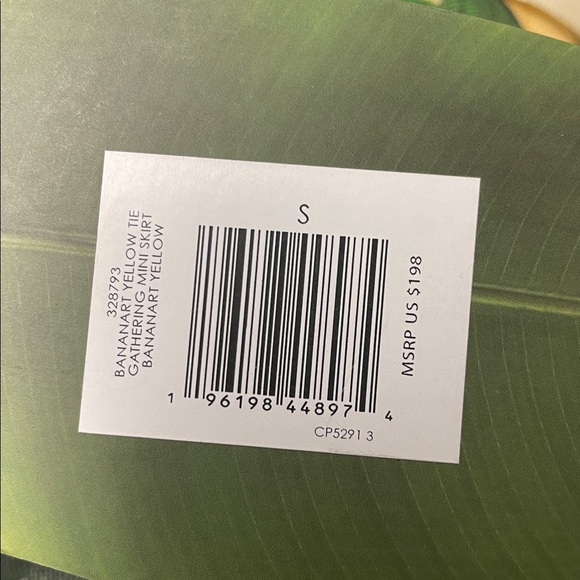 328793
BANANART YELLOW TIE
GATHERING MINI SKIRT
BANANART YELLOW
S
1 96198 44897 4
CP5291 3
MSRP US $198